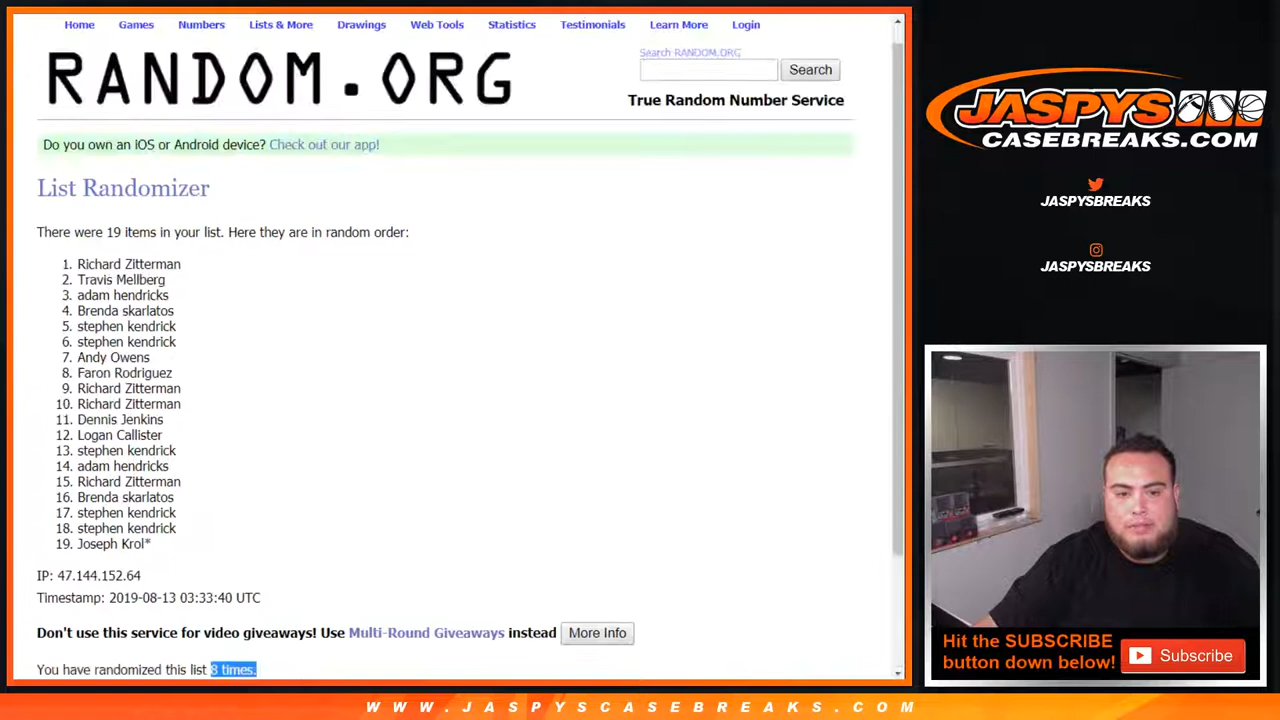 Home Games Numbers Lists & More Drawings Web Tools Statistics Testimonials Learn More Login
RANDOM.ORG
Search RANDOM.ORG
Search
True Random Number Service
Do you own an iOS or Android device? Check out our app!
List Randomizer
There were 19 items in your list. Here they are in random order:
1. Richard Zitterman
2. Travis Mellberg
3. adam hendricks
4. Brenda skarlatos
5. stephen kendrick
6. stephen kendrick
7. Andy Owens
8. Faron Rodriguez
9. Richard Zitterman
10. Richard Zitterman
11. Dennis Jenkins
12. Logan Callister
13. stephen kendrick
14. adam hendricks
15. Richard Zitterman
16. Brenda skarlatos
17. stephen kendrick
18. stephen kendrick
19. Joseph Krol*
IP: 47.144.152.64
Timestamp: 2019-08-13 03:33:40 UTC
Don't use this service for video giveaways! Use Multi-Round Giveaways instead More Info
You have randomized this list 8 times.
JASPYS
CASEBREAKS.COM
JASPYSBREAKS
JASPYSBREAKS
Hit the SUBSCRIBE
button down below!
Subscribe
WWW.JASPYSCASEBREAKS.COM